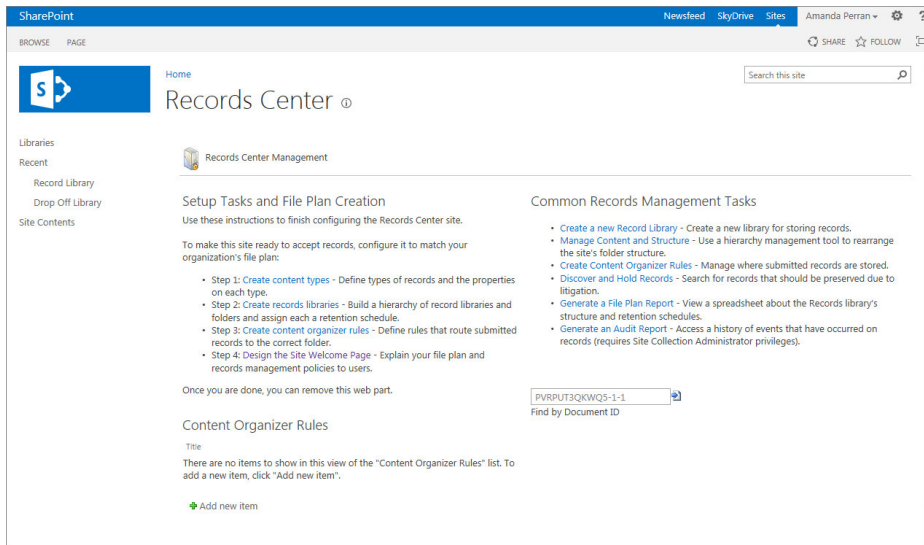 SharePoint
Newsfeed SkyDrive Sites Amanda Perran ?
BROWSE PAGE
SHARE FOLLOW
S
Home
Search this site
Records Center
Libraries
Recent
Record Library
Drop Off Library
Site Contents
Records Center Management
Setup Tasks and File Plan Creation
Use these instructions to finish configuring the Records Center site.
To make this site ready to accept records, configure it to match your
organization's file plan:
• Step 1: Create content types - Define types of records and the properties
on each type.
• Step 2: Create records libraries - Build a hierarchy of record libraries and
folders and assign each a retention schedule.
• Step 3: Create content organizer rules - Define rules that route submitted
records to the correct folder.
• Step 4: Design the Site Welcome Page - Explain your file plan and
records management policies to users.
Once you are done, you can remove this web part.
Content Organizer Rules
Title
There are no items to show in this view of the "Content Organizer Rules" list. To
add a new item, click "Add new item".
Add new item
Common Records Management Tasks
• Create a new Record Library - Create a new library for storing records.
• Manage Content and Structure - Use a hierarchy management tool to rearrange
the site's folder structure.
• Create Content Organizer Rules - Manage where submitted records are stored.
• Discover and Hold Records - Search for records that should be preserved due to
litigation.
• Generate a File Plan Report - View a spreadsheet about the Records library's
structure and retention schedules.
• Generate an Audit Report - Access a history of events that have occurred on
records (requires Site Collection Administrator privileges).
PVRPUT3QKWQ5-1-1
Find by Document ID